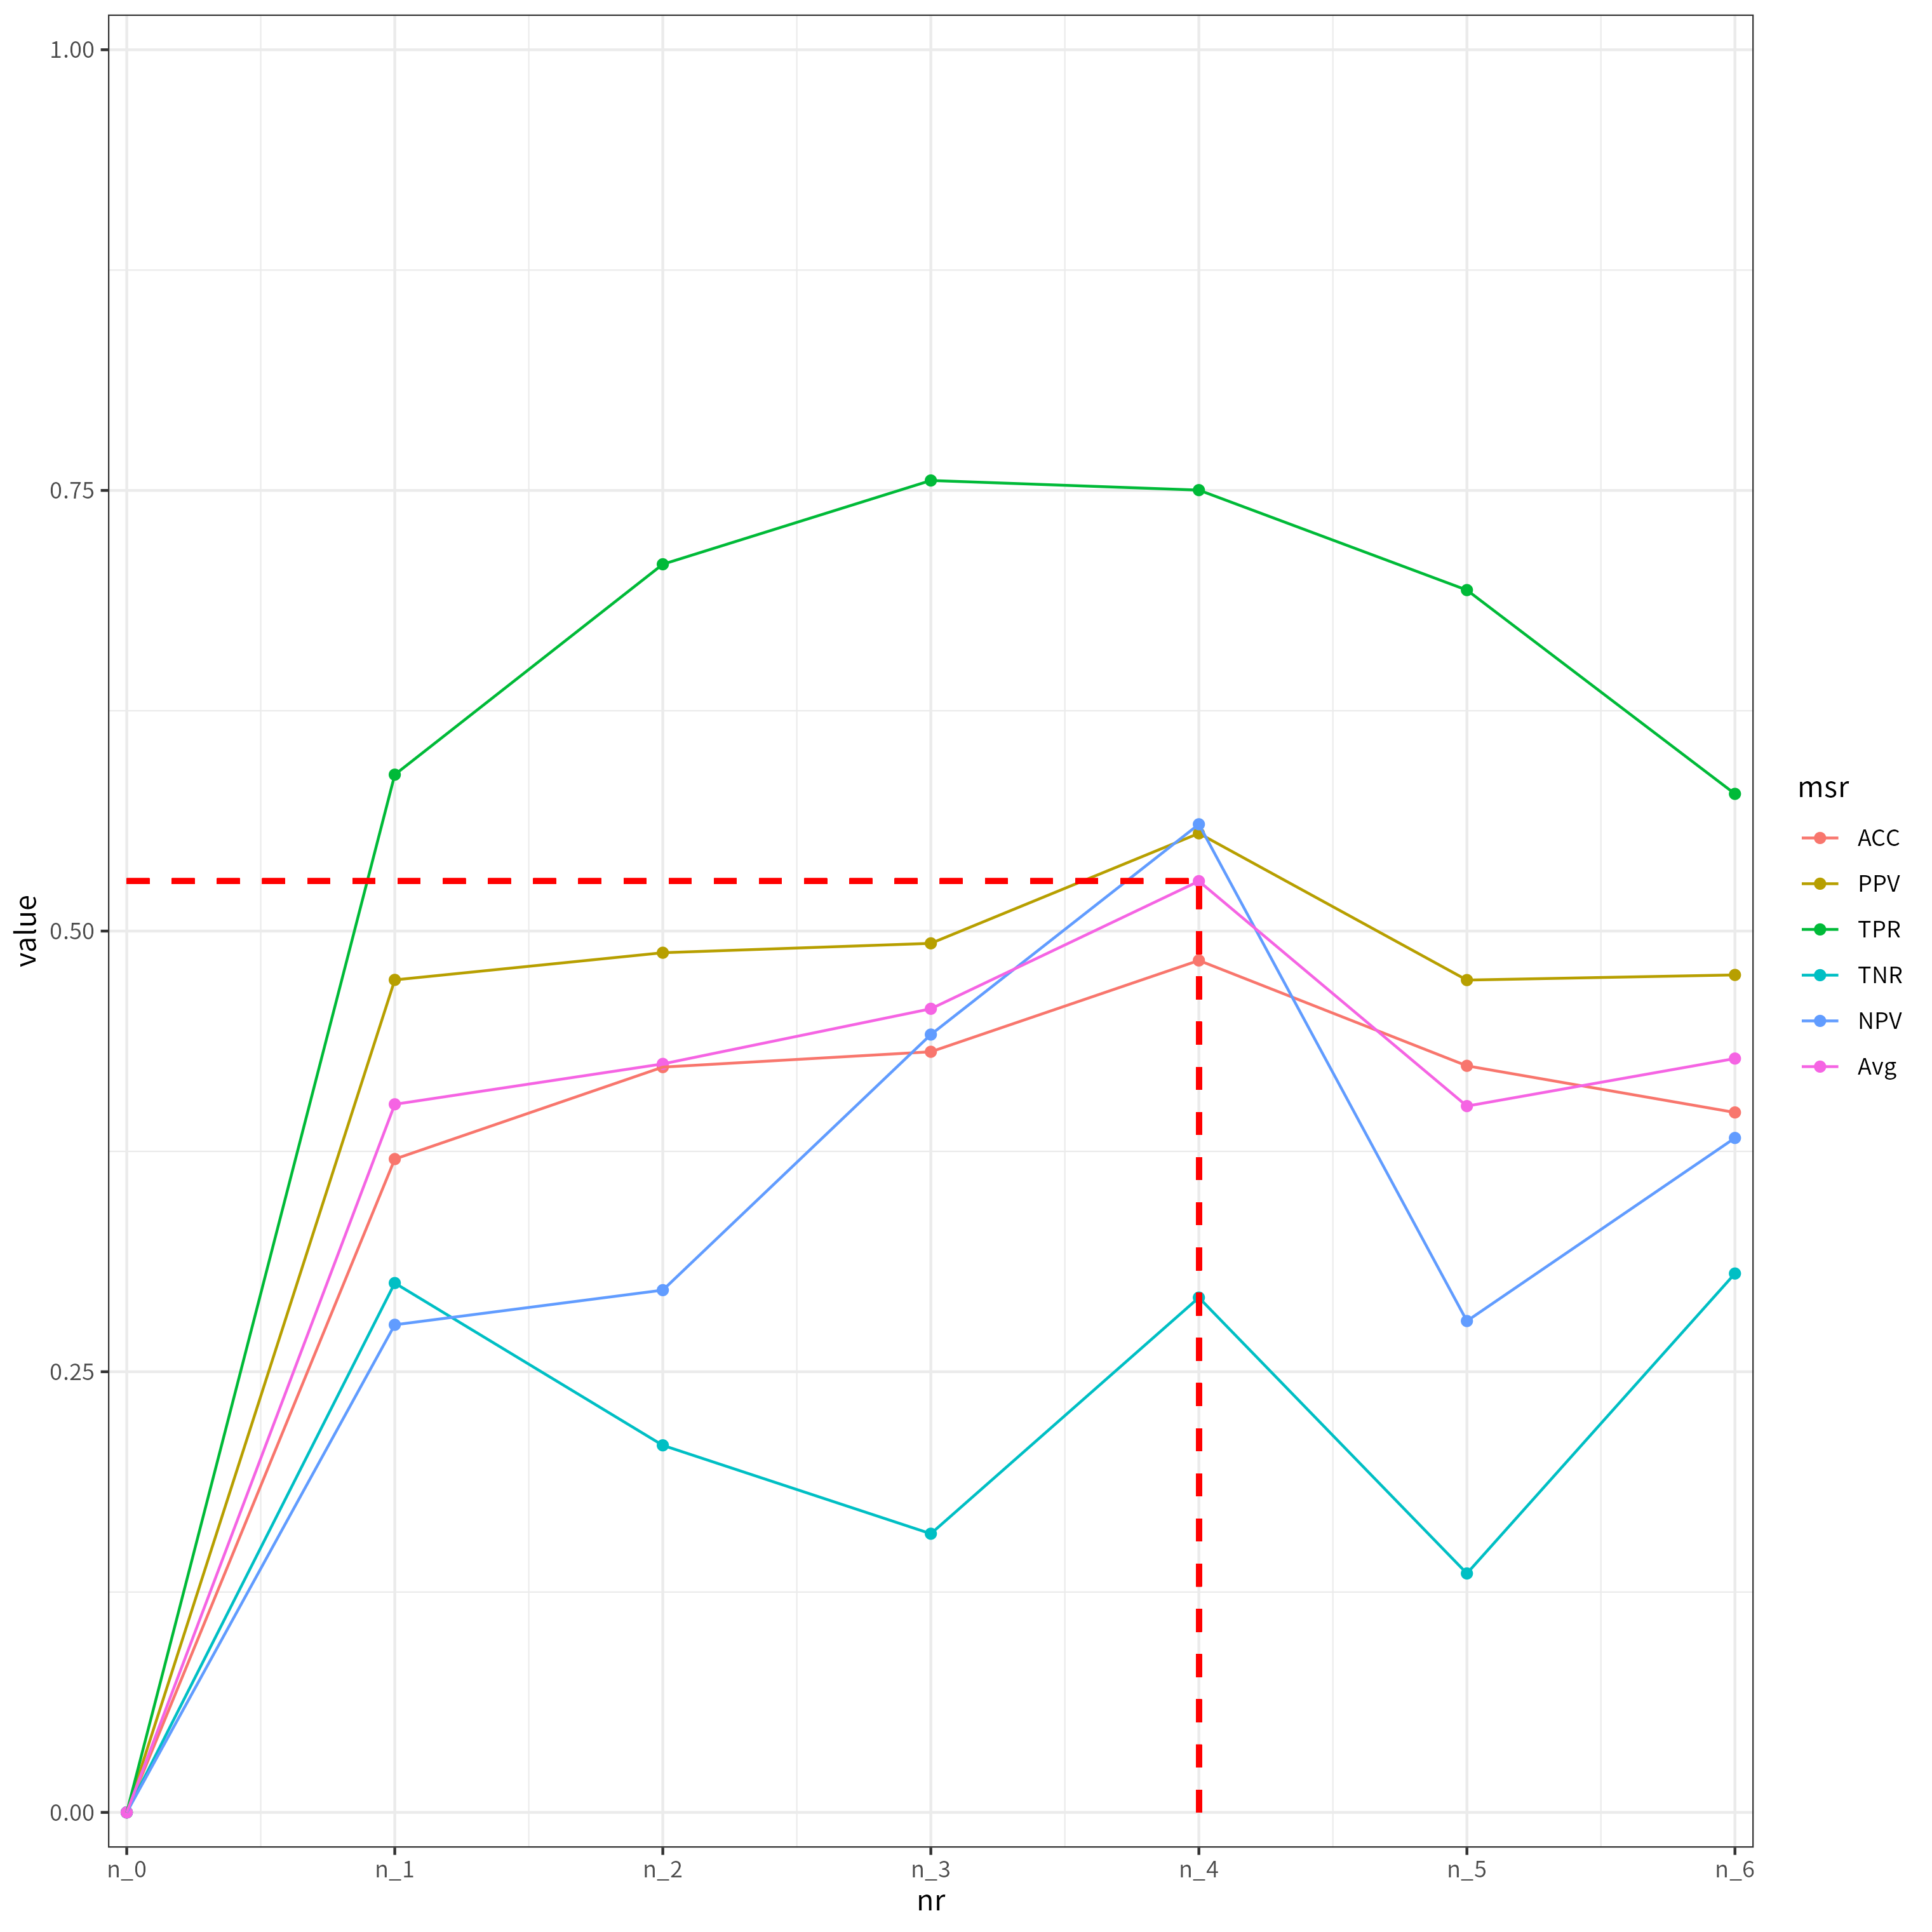 1.00
0.75
0.50
0.25
0.00
value
n_0 n_1 n_2 n_3 n_4 n_5 n_6
nr
msr
ACC
PPV
TPR
TNR
NPV
Avg